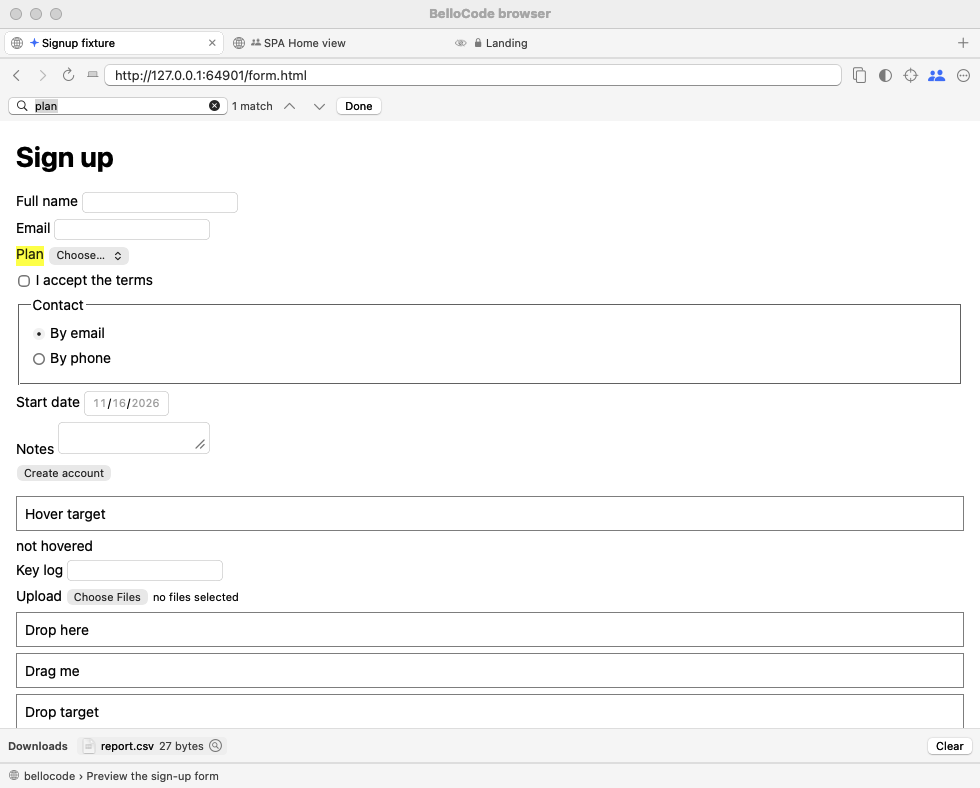 BelloCode browser
Signup fixture
SPA Home view
Landing
http://127.0.0.1:64901/form.html
plan
1 match
Done
Sign up
Full name
Email
Plan Choose...
I accept the terms
Contact
By email
By phone
Start date 11/16/2026
Notes
Create account
Hover target
not hovered
Key log
Upload Choose Files no files selected
Drop here
Drag me
Drop target
Downloads report.csv 27 bytes Clear
bellocode › Preview the sign-up form